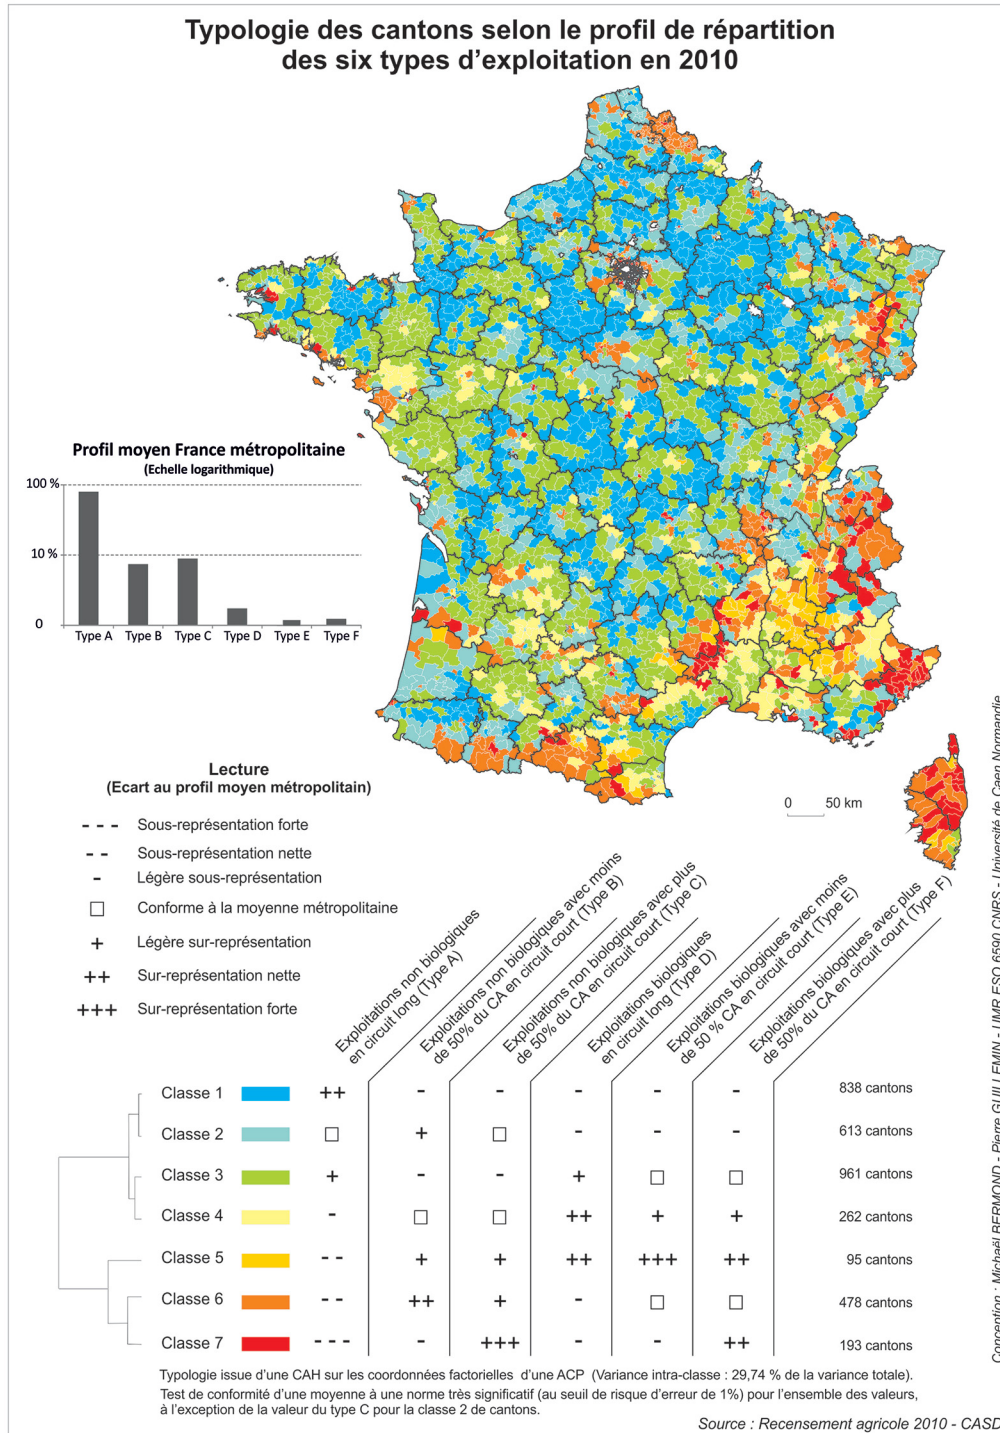 Typologie des cantons selon le profil de répartition
des six types d'exploitation en 2010
Profil moyen France métropolitaine
(Echelle logarithmique)
100 %
10 %
0
Type A Type B Type C Type D Type E Type F
Lecture
(Ecart au profil moyen métropolitain)
- - - Sous-représentation forte
- - Sous-représentation nette
- Légère sous-représentation
□ Conforme à la moyenne métropolitaine
+ Légère sur-représentation
++ Sur-représentation nette
+++ Sur-représentation forte
0 50 km
Exploitations non biologiques
en circuit long (Type A)
Exploitations non biologiques avec moins
de 50% du CA en circuit court (Type B)
Exploitations non biologiques avec plus
de 50% du CA en circuit court (Type C)
Exploitations biologiques
en circuit long (Type D)
Exploitations biologiques avec moins
de 50 % CA en circuit court (Type E)
Exploitations biologiques avec plus
de 50% du CA en circuit court (Type F)
Classe 1 ++ - - - - - 838 cantons
Classe 2 □ + □ - - - 613 cantons
Classe 3 + - - + □ □ 961 cantons
Classe 4 - □ □ ++ + + 262 cantons
Classe 5 - - + + ++ +++ ++ 95 cantons
Classe 6 - - ++ + - □ □ 478 cantons
Classe 7 - - - - +++ - - ++ 193 cantons
Typologie issue d'une CAH sur les coordonnées factorielles d'une ACP (Variance intra-classe : 29,74 % de la variance totale).
Test de conformité d'une moyenne à une norme très significatif (au seuil de risque d'erreur de 1%) pour l'ensemble des valeurs,
à l'exception de la valeur du type C pour la classe 2 de cantons.
Source : Recensement agricole 2010 - CASD
Conception : Michaël BERMOND - Pierre GUILLEMIN - UMR ESO 6590 CNRS - Université de Caen Normandie